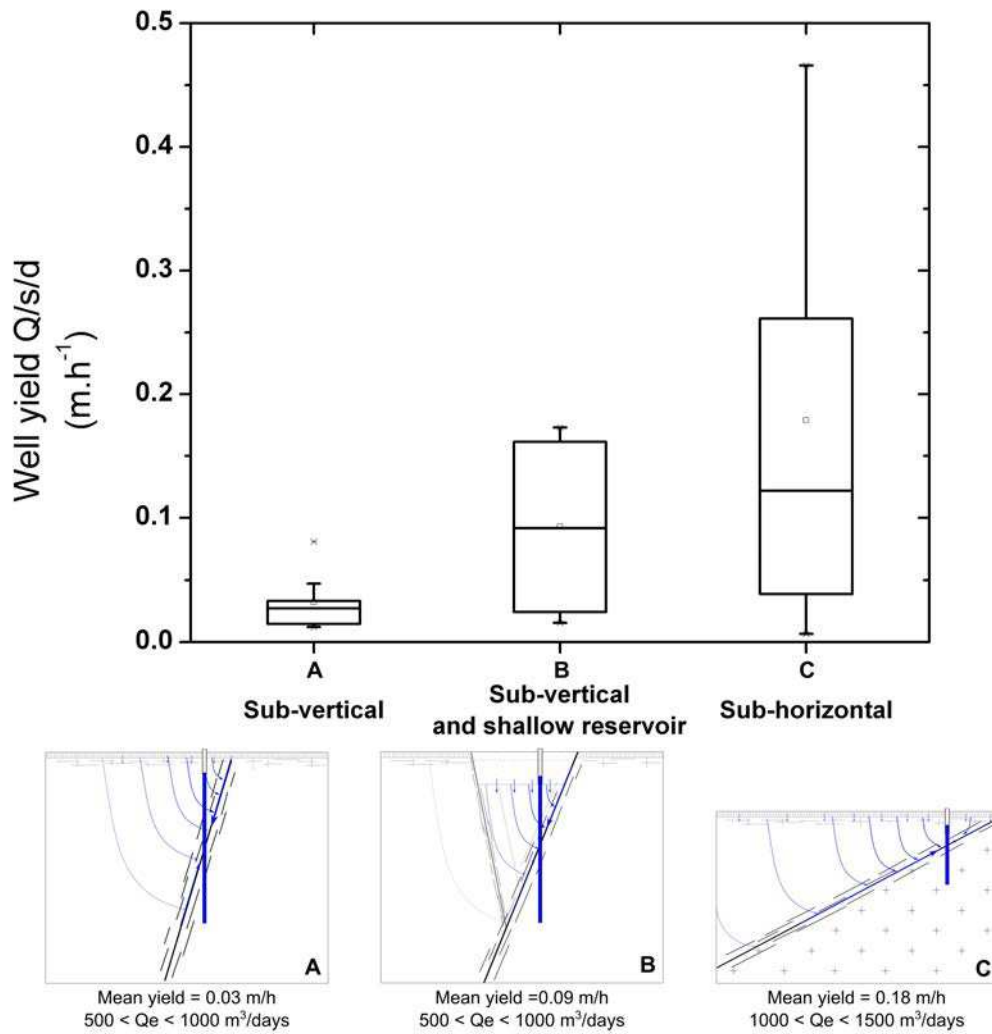 0.5
0.4
0.3
0.2
0.1
0.0
Well yield Q/s/d
(m.h⁻¹)
A B C
Sub-vertical
Sub-vertical
and shallow reservoir
Sub-horizontal
A
Mean yield = 0.03 m/h
500 < Qe < 1000 m³/days
B
Mean yield =0.09 m/h
500 < Qe < 1000 m³/days
C
Mean yield = 0.18 m/h
1000 < Qe < 1500 m³/days